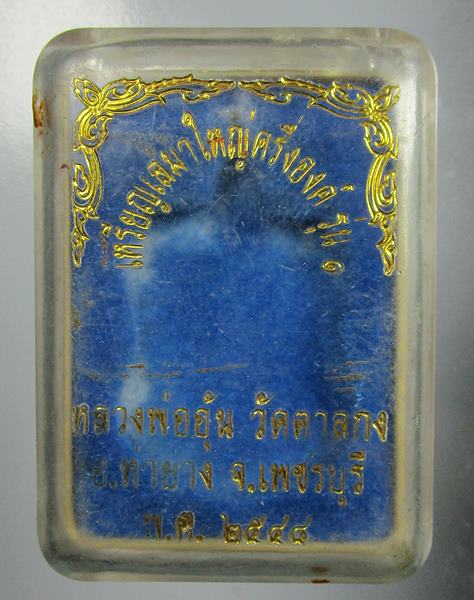 เหรียญเสมาใหญ่ครึ่งองค์ รุ่น ๑
หลวงพ่ออุ้น วัดตาลกง
อ.ท่ายาง จ.เพชรบุรี
พ.ศ. ๒๕๔๘